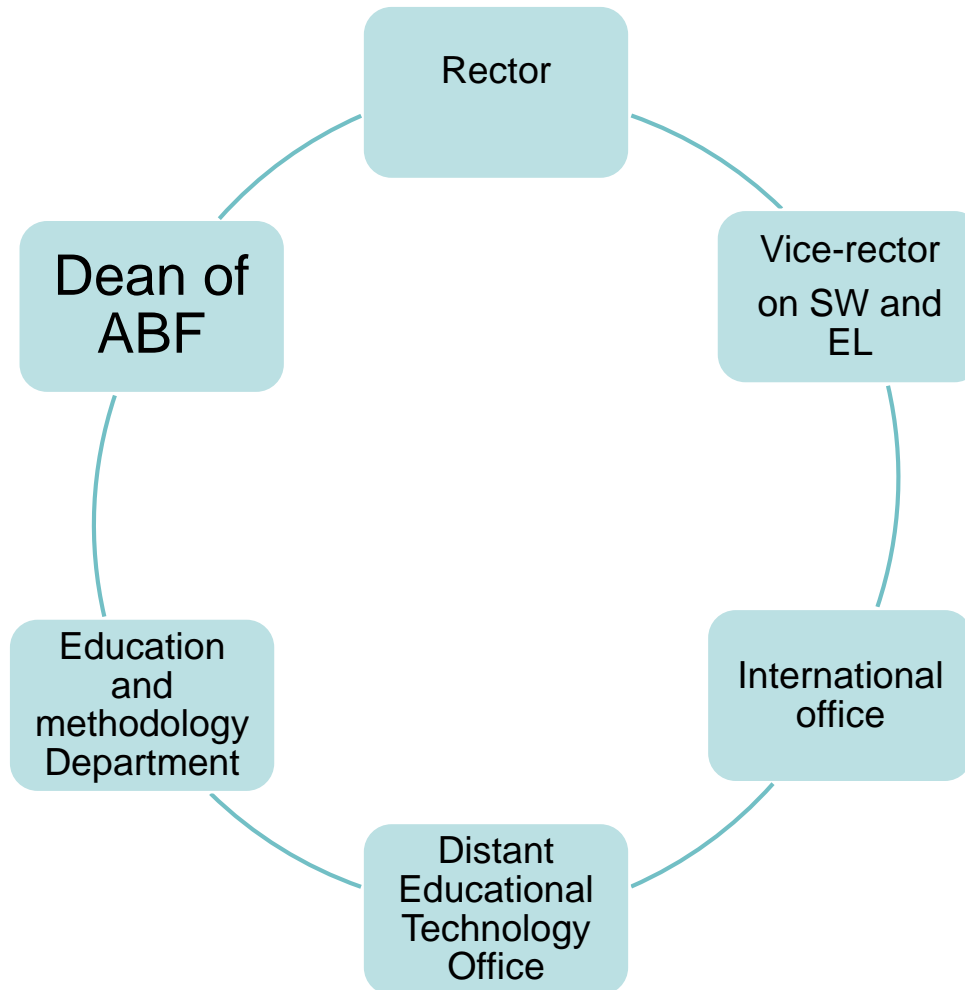 Rector
Vice-rector
on SW and
EL
International
office
Distant
Educational
Technology
Office
Education
and
methodology
Department
Dean of
ABF